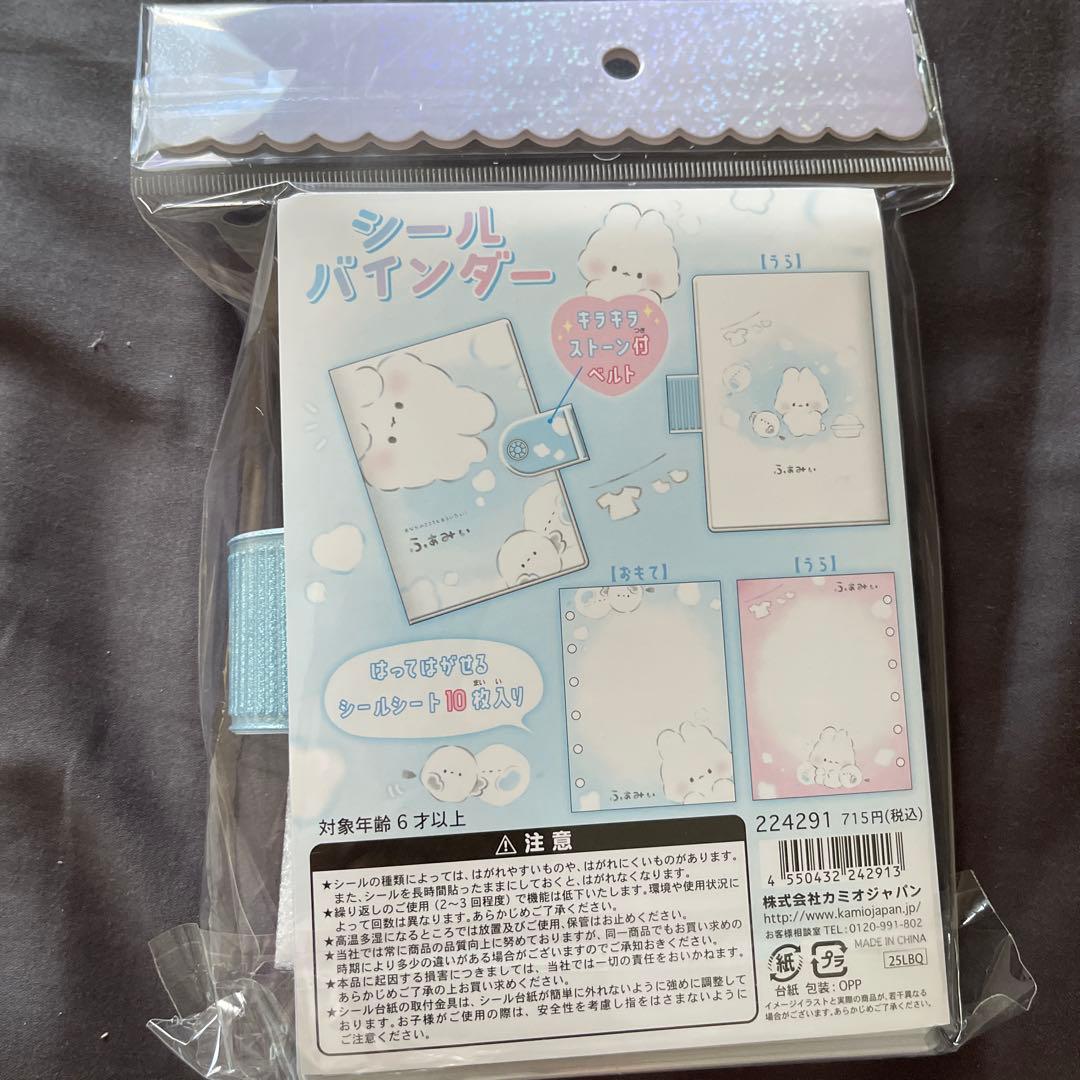 シール
バインダー
キラキラ
ストーン付
つき
ベルト
【うら】
ふぁみぃ
ふぁみぃ
【おもて】
【うら】
ふぁみぃ
ふぁみぃ
はってはがせる
シールシート10枚入り
まい い
対象年齢6才以上
224291 715円(税込)
注意
★シールの種類によっては、はがれやすいものや、はがれにくいものがあります。
また、シールを長時間貼ったままにしておくと、はがれなくなります。
★繰り返しのご使用(2〜3回程度)で機能は低下いたします。環境や使用状況に
よって回数は異なります。あらかじめご了承ください。
★高温多湿になるところでは放置及びご使用、保管はお止めください。
★当社では常に商品の品質向上に努めておりますが、同一商品でもお買い求めの
時期により多少の違いがある場合がございますのでご承知おきください。
★本品に起因する損害につきましては、当社では一切の責任をおいかねます。
あらかじめご了承の上お買い求めください。
★シール台紙の取付金具は、シール台紙が簡単に外れないように強めに調整して
おります。お子様がご使用の際は、安全性を考慮し指をはさまないように
ご注意ください。
4 550432 242913
株式会社カミオジャパン
http://www.kamiojapan.jp/
お客様相談室 TEL:0120-991-802
MADE IN CHINA
25LBQ
紙
プラ
台紙 包装:OPP
イメージイラストと実際の商品が、若干異なる
場合がございます。あらかじめご了承ください。